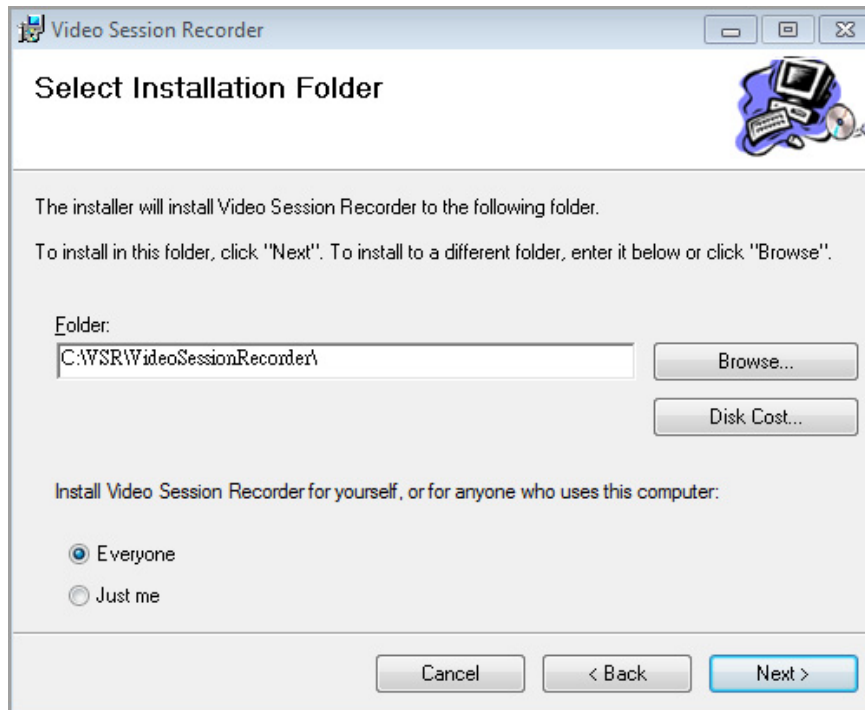 Video Session Recorder
Select Installation Folder
The installer will install Video Session Recorder to the following folder.
To install in this folder, click "Next". To install to a different folder, enter it below or click "Browse".
Folder:
C:\VSR\VideoSessionRecorder\
Browse...
Disk Cost...
Install Video Session Recorder for yourself, or for anyone who uses this computer:
Everyone
Just me
Cancel
< Back
Next >